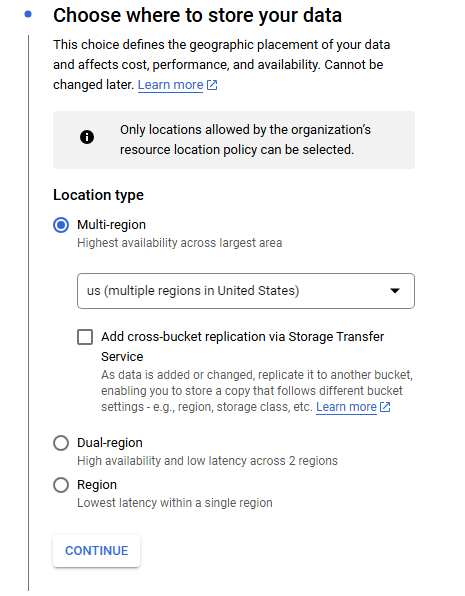 Choose where to store your data
This choice defines the geographic placement of your data
and affects cost, performance, and availability. Cannot be
changed later. Learn more
Only locations allowed by the organization's
resource location policy can be selected.
Location type
Multi-region
Highest availability across largest area
us (multiple regions in United States)
Add cross-bucket replication via Storage Transfer
Service
As data is added or changed, replicate it to another bucket,
enabling you to store a copy that follows different bucket
settings - e.g., region, storage class, etc. Learn more
Dual-region
High availability and low latency across 2 regions
Region
Lowest latency within a single region
CONTINUE